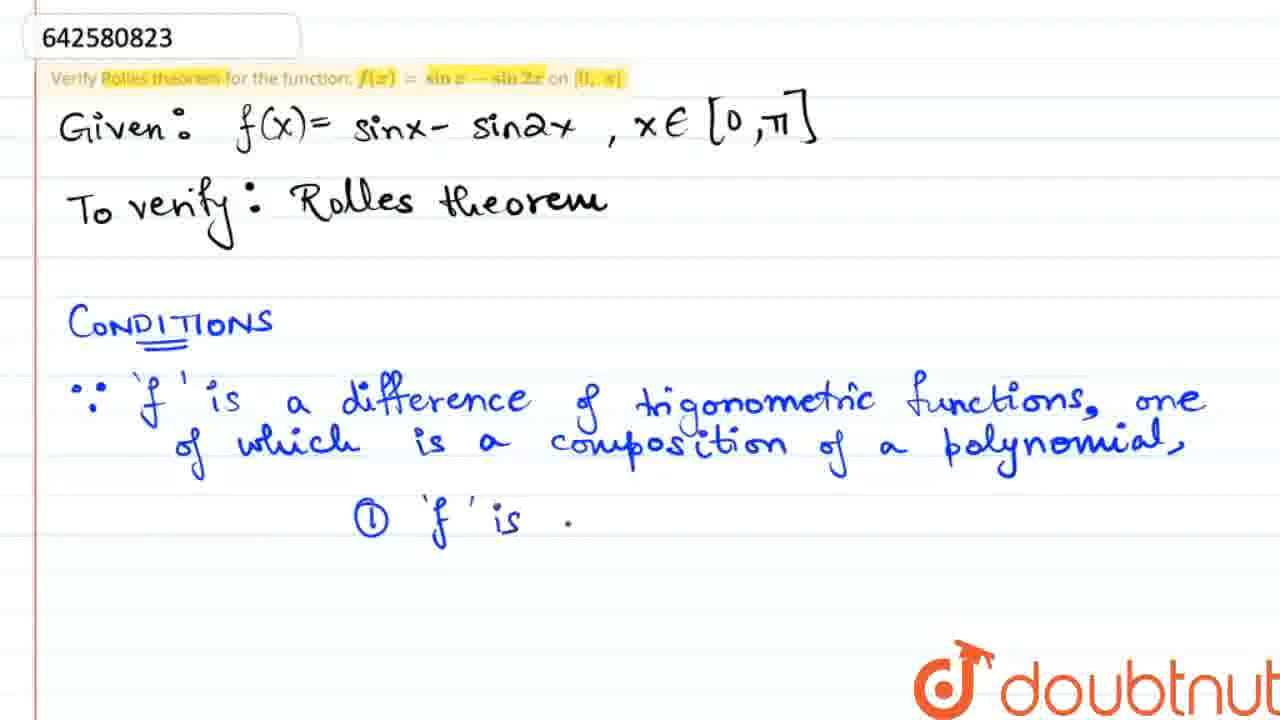 642580823
Verify Rolles theorem for the function: f(x) = sin x − sin 2x on [0, π]
Given: f(x)= sinx- sin2x , x∈ [0,π]
To verify: Rolles theorem
CONDITIONS
∵ 'f' is a difference of trigonometric functions, one
of which is a composition of a polynomial,
① 'f' is .
doubtnut